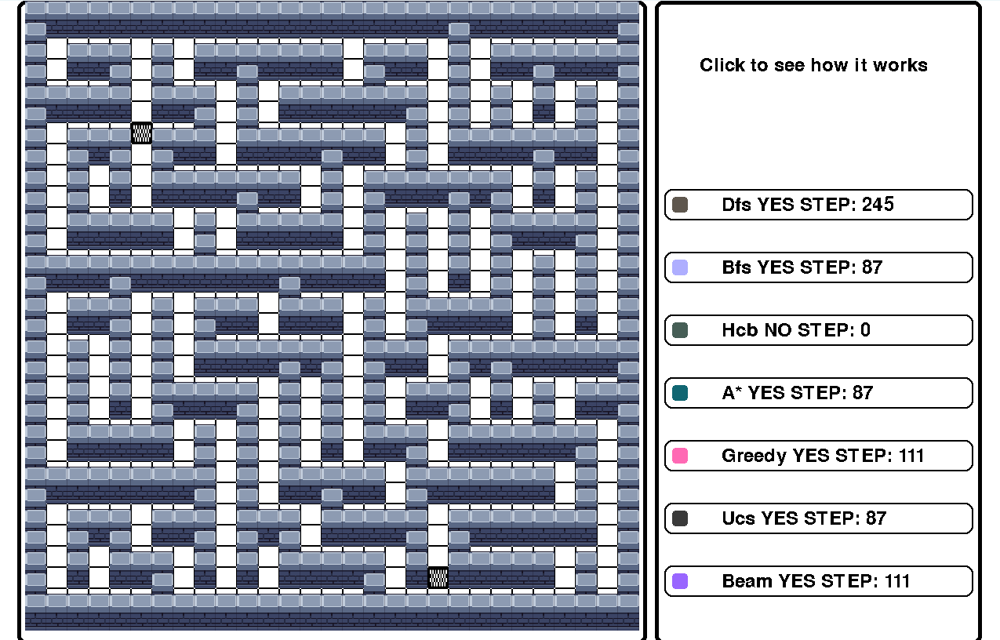 Click to see how it works
Dfs YES STEP: 245
Bfs YES STEP: 87
Hcb NO STEP: 0
A* YES STEP: 87
Greedy YES STEP: 111
Ucs YES STEP: 87
Beam YES STEP: 111